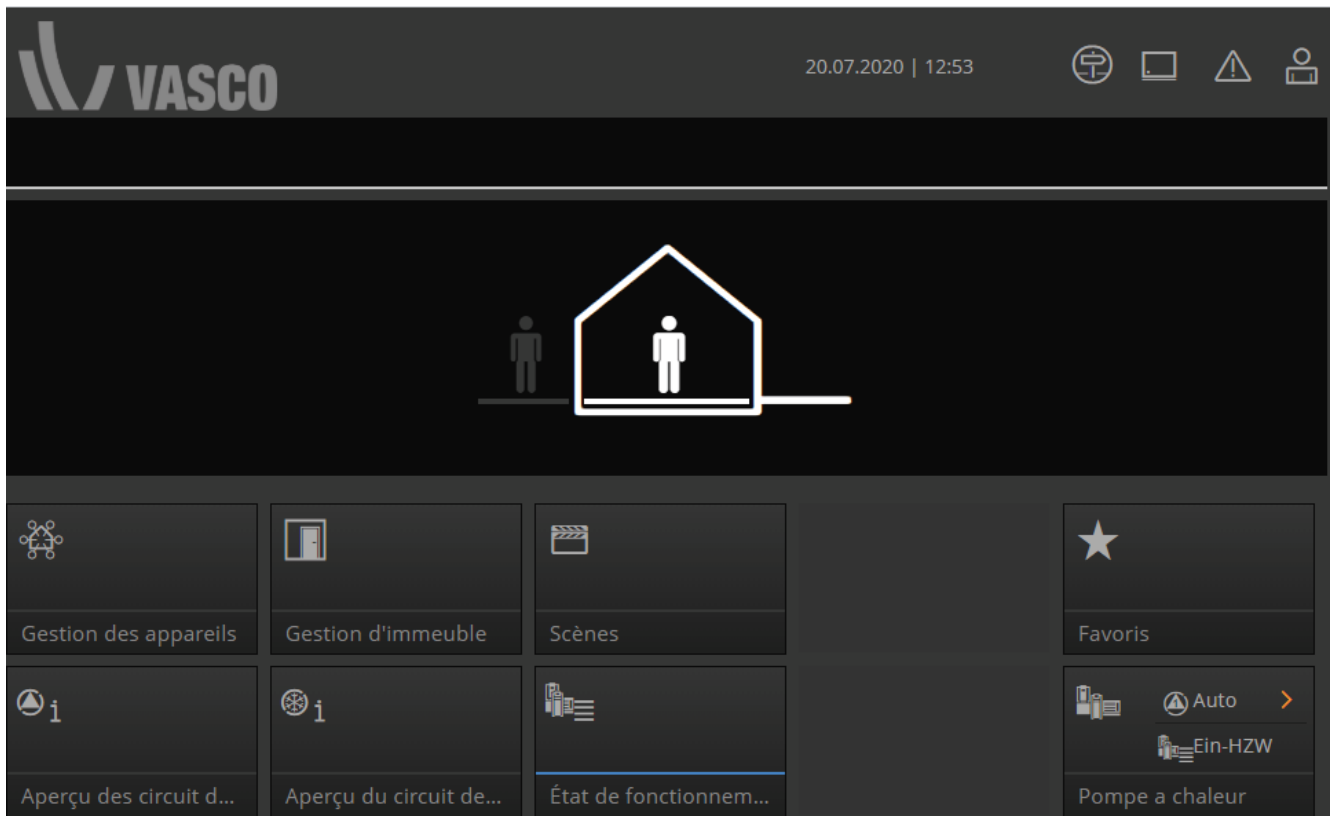 VASCO
20.07.2020 | 12:53
Gestion des appareils
Gestion d'immeuble
Scènes
Favoris
i
i
Auto
Ein-HZW
Aperçu des circuit d...
Aperçu du circuit de...
État de fonctionnem...
Pompe a chaleur